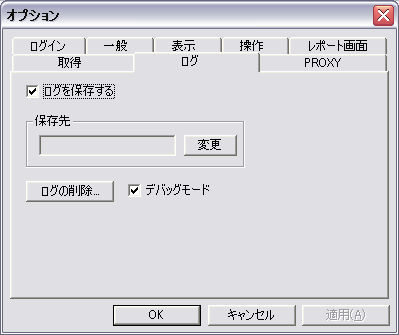 オプション
ログイン 一般 表示 操作 レポート画面
取得 ログ PROXY
ログを保存する
保存先
変更
ログの削除... デバッグモード
OK キャンセル 適用(A)